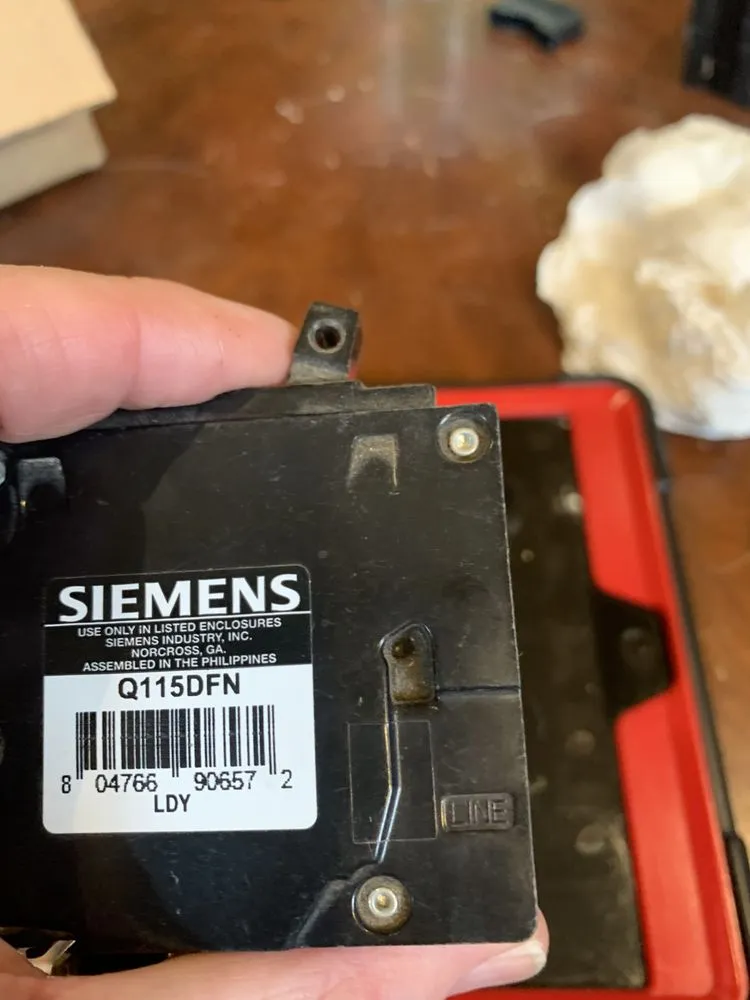 SIEMENS
USE ONLY IN LISTED ENCLOSURES
SIEMENS INDUSTRY, INC.
NORCROSS, GA.
ASSEMBLED IN THE PHILIPPINES
Q115DFN
8 04766 90657 2
LDY
LINE